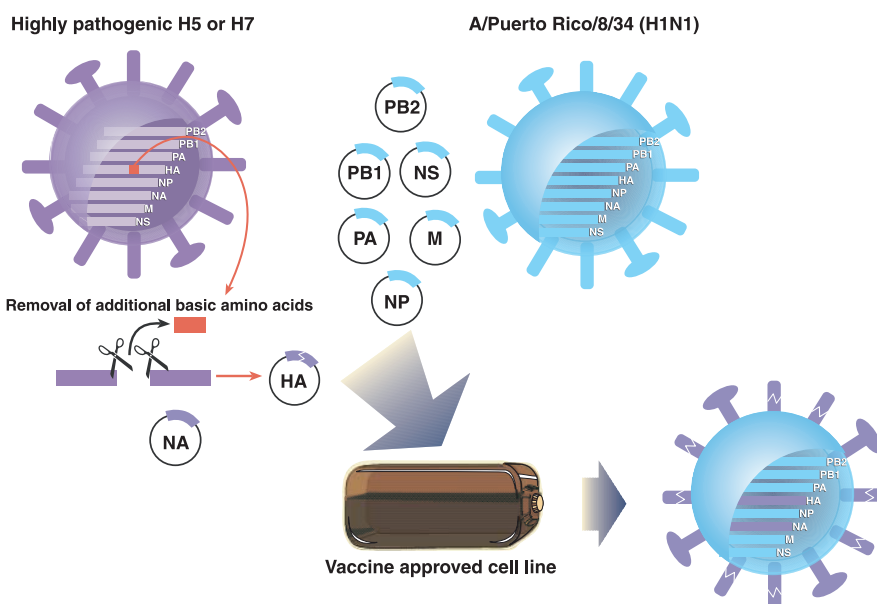 Highly pathogenic H5 or H7
A/Puerto Rico/8/34 (H1N1)
PB2
PB1
PA
HA
NP
NA
M
NS
PB2
PB1
NS
PA
M
NP
PB2
PB1
PA
HA
NP
NA
M
NS
Removal of additional basic amino acids
HA
NA
Vaccine approved cell line
PB2
PB1
PA
HA
NP
NA
M
NS